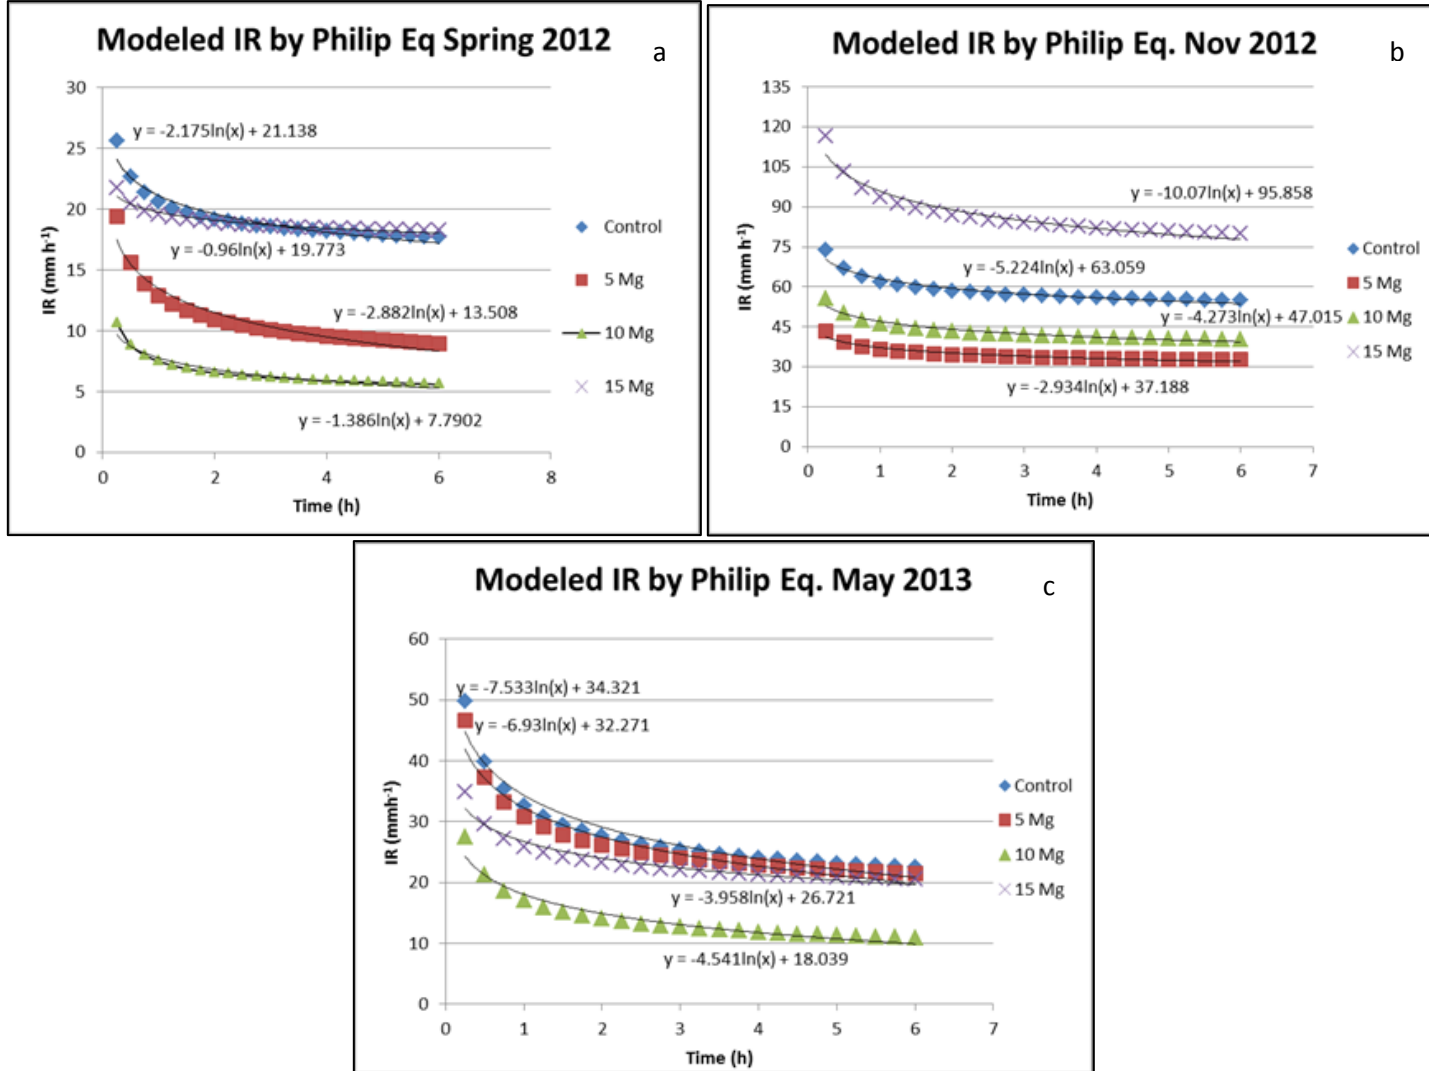 Modeled IR by Philip Eq Spring 2012
a
30
25
20
15
10
5
0
IR (mm h-1)
y = -2.175ln(x) + 21.138
y = -0.96ln(x) + 19.773
y = -2.882ln(x) + 13.508
y = -1.386ln(x) + 7.7902
0 2 4 6 8
Time (h)
Control
5 Mg
10 Mg
15 Mg
Modeled IR by Philip Eq. Nov 2012
b
135
120
105
90
75
60
45
30
15
0
IR (mm h-1)
y = -10.07ln(x) + 95.858
y = -5.224ln(x) + 63.059
y = -4.273ln(x) + 47.015
y = -2.934ln(x) + 37.188
0 1 2 3 4 5 6 7
Time (h)
Control
5 Mg
10 Mg
15 Mg
Modeled IR by Philip Eq. May 2013
c
60
50
40
30
20
10
0
IR (mmh-1)
y = -7.533ln(x) + 34.321
y = -6.93ln(x) + 32.271
y = -3.958ln(x) + 26.721
y = -4.541ln(x) + 18.039
0 1 2 3 4 5 6 7
Time (h)
Control
5 Mg
10 Mg
15 Mg